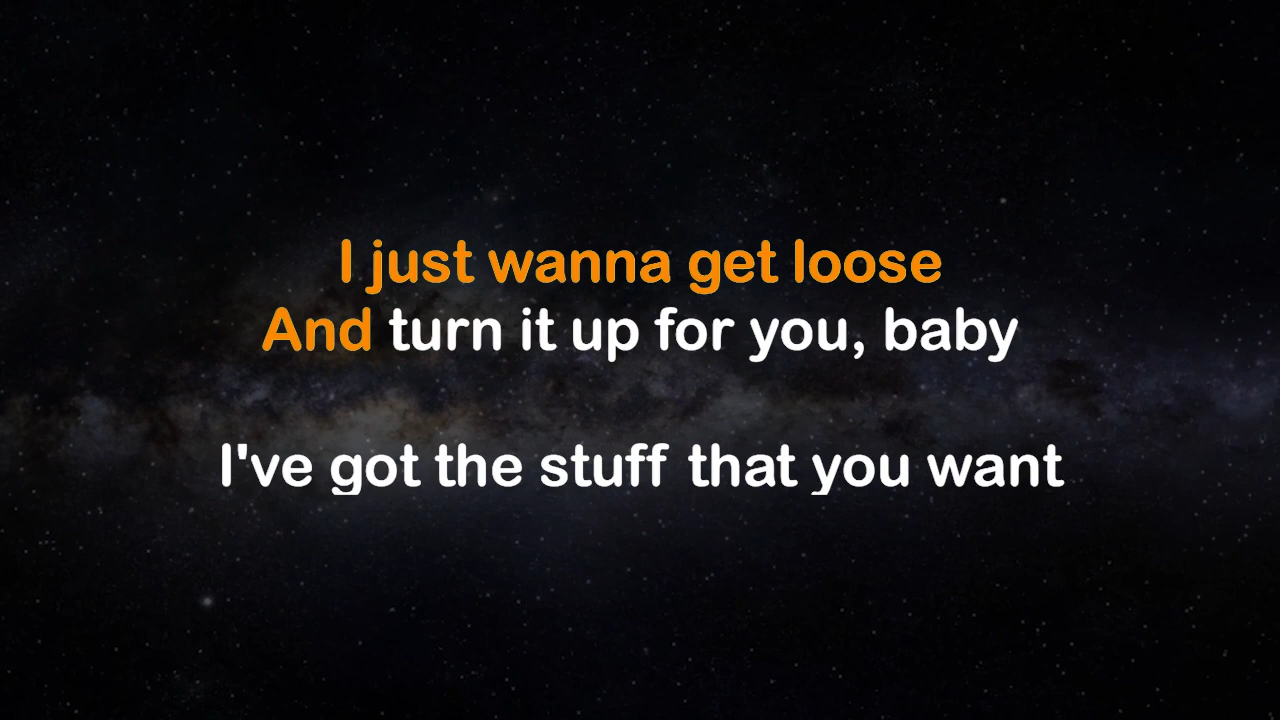 I just wanna get loose
And turn it up for you, baby
I've got the stuff that you want